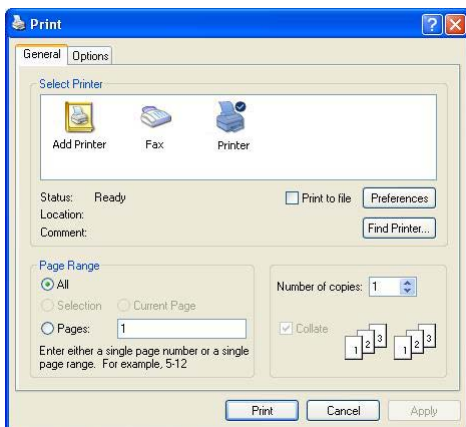 Print
General Options
Select Printer
Add Printer Fax Printer
Status: Ready
Print to file Preferences
Location:
Comment:
Find Printer...
Page Range
All
Selection Current Page
Pages: 1
Enter either a single page number or a single
page range. For example, 5-12
Number of copies: 1
Collate
1 2 3 1 2 3
Print Cancel Apply